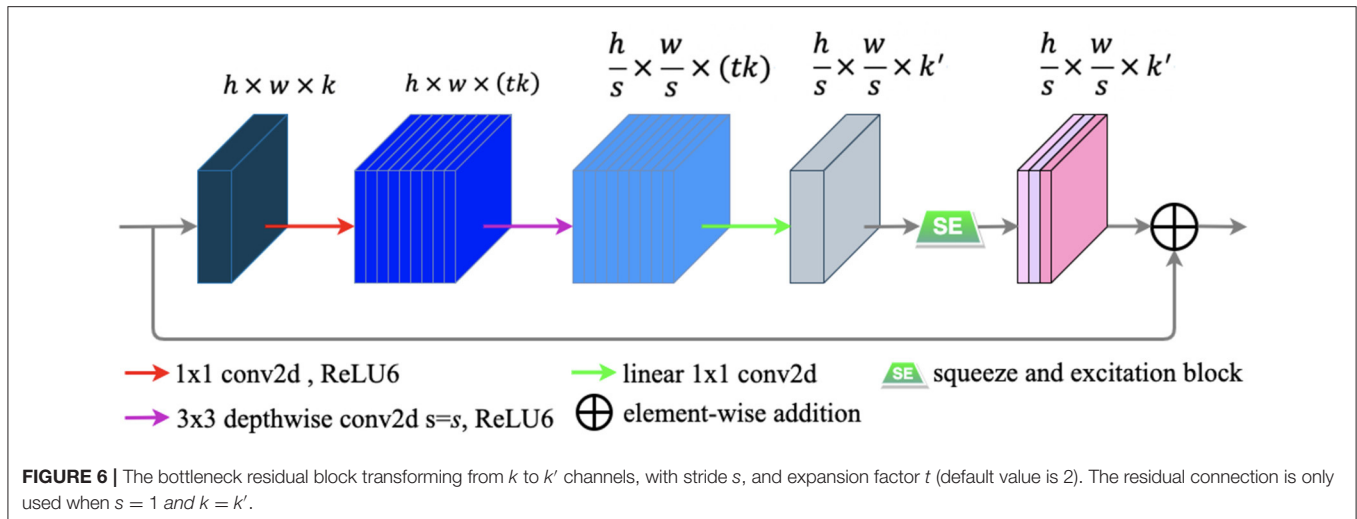 h × w × k
h × w × (tk)
h/s × w/s × (tk)
h/s × w/s × k′
h/s × w/s × k′
SE
1x1 conv2d , ReLU6
linear 1x1 conv2d
SE squeeze and excitation block
3x3 depthwise conv2d s=s, ReLU6
element-wise addition
FIGURE 6 | The bottleneck residual block transforming from k to k′ channels, with stride s, and expansion factor t (default value is 2). The residual connection is only
used when s = 1 and k = k′.